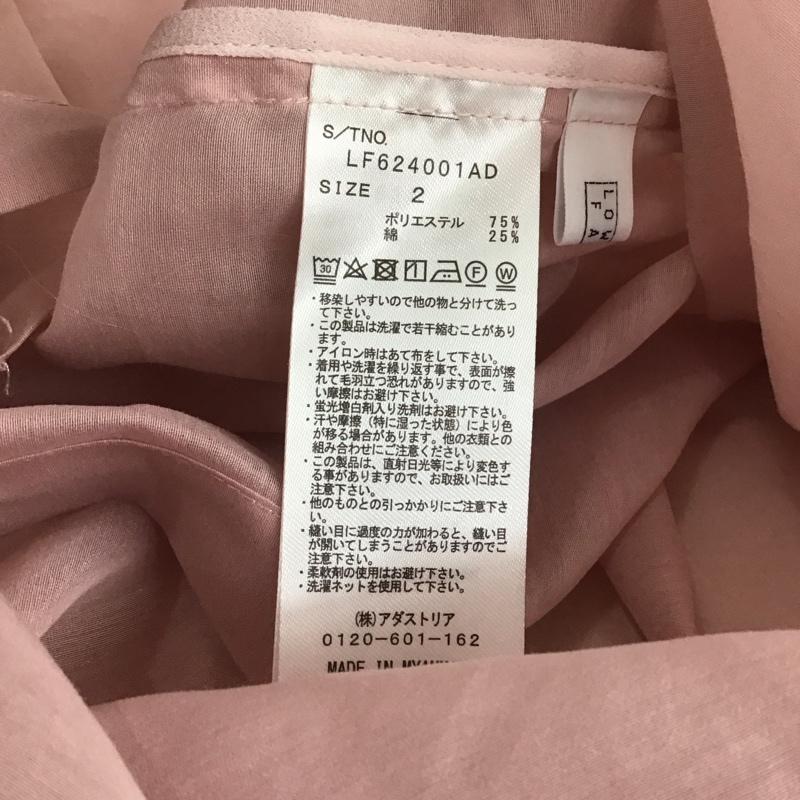 S/TNO.
LF624001AD
SIZE 2
ポリエステル 75%
綿 25%
30
F
W
・移染しやすいので他の物と分けて洗っ
て下さい。
・この製品は洗濯で若干縮むことがあり
ます。
・アイロン時はあて布をして下さい。
・着用や洗濯を繰り返す事で、表面が擦
れて毛羽立つ恐れがありますので、強
い摩擦はお避け下さい。
・蛍光増白剤入り洗剤はお避け下さい。
・汗や摩擦（特に湿った状態）により色
が移る場合があります。他の衣類との
組み合わせにご注意ください。
・この製品は、直射日光等により変色す
る事がありますので、お取扱いにはご
注意下さい。
・他のものとの引っかかりにご注意下さ
い。
・縫い目に過度の力が加わると、縫い目
が開いてしまうことがありますのでご
注意下さい。
・柔軟剤の使用はお避け下さい。
・洗濯ネットを使用して下さい。
(株)アダストリア
0120-601-162
MADE IN
LOW
FA